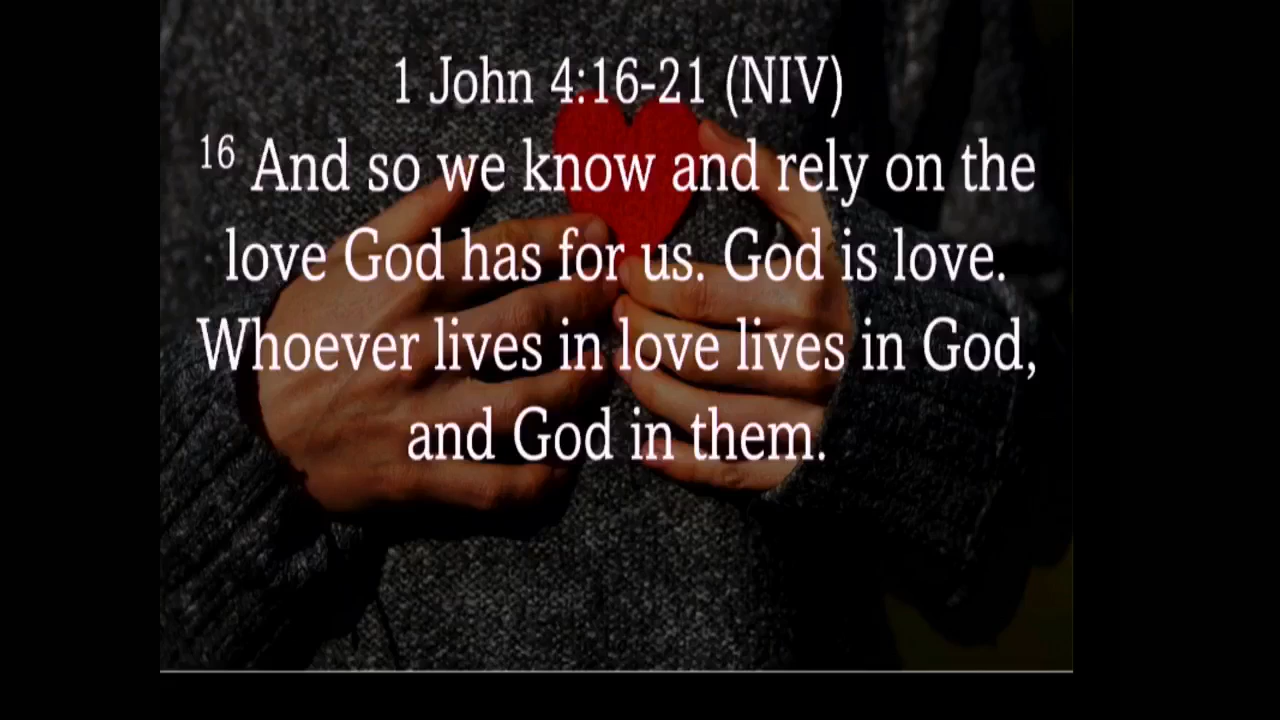 1 John 4:16-21 (NIV)
16 And so we know and rely on the
love God has for us. God is love.
Whoever lives in love lives in God,
and God in them.